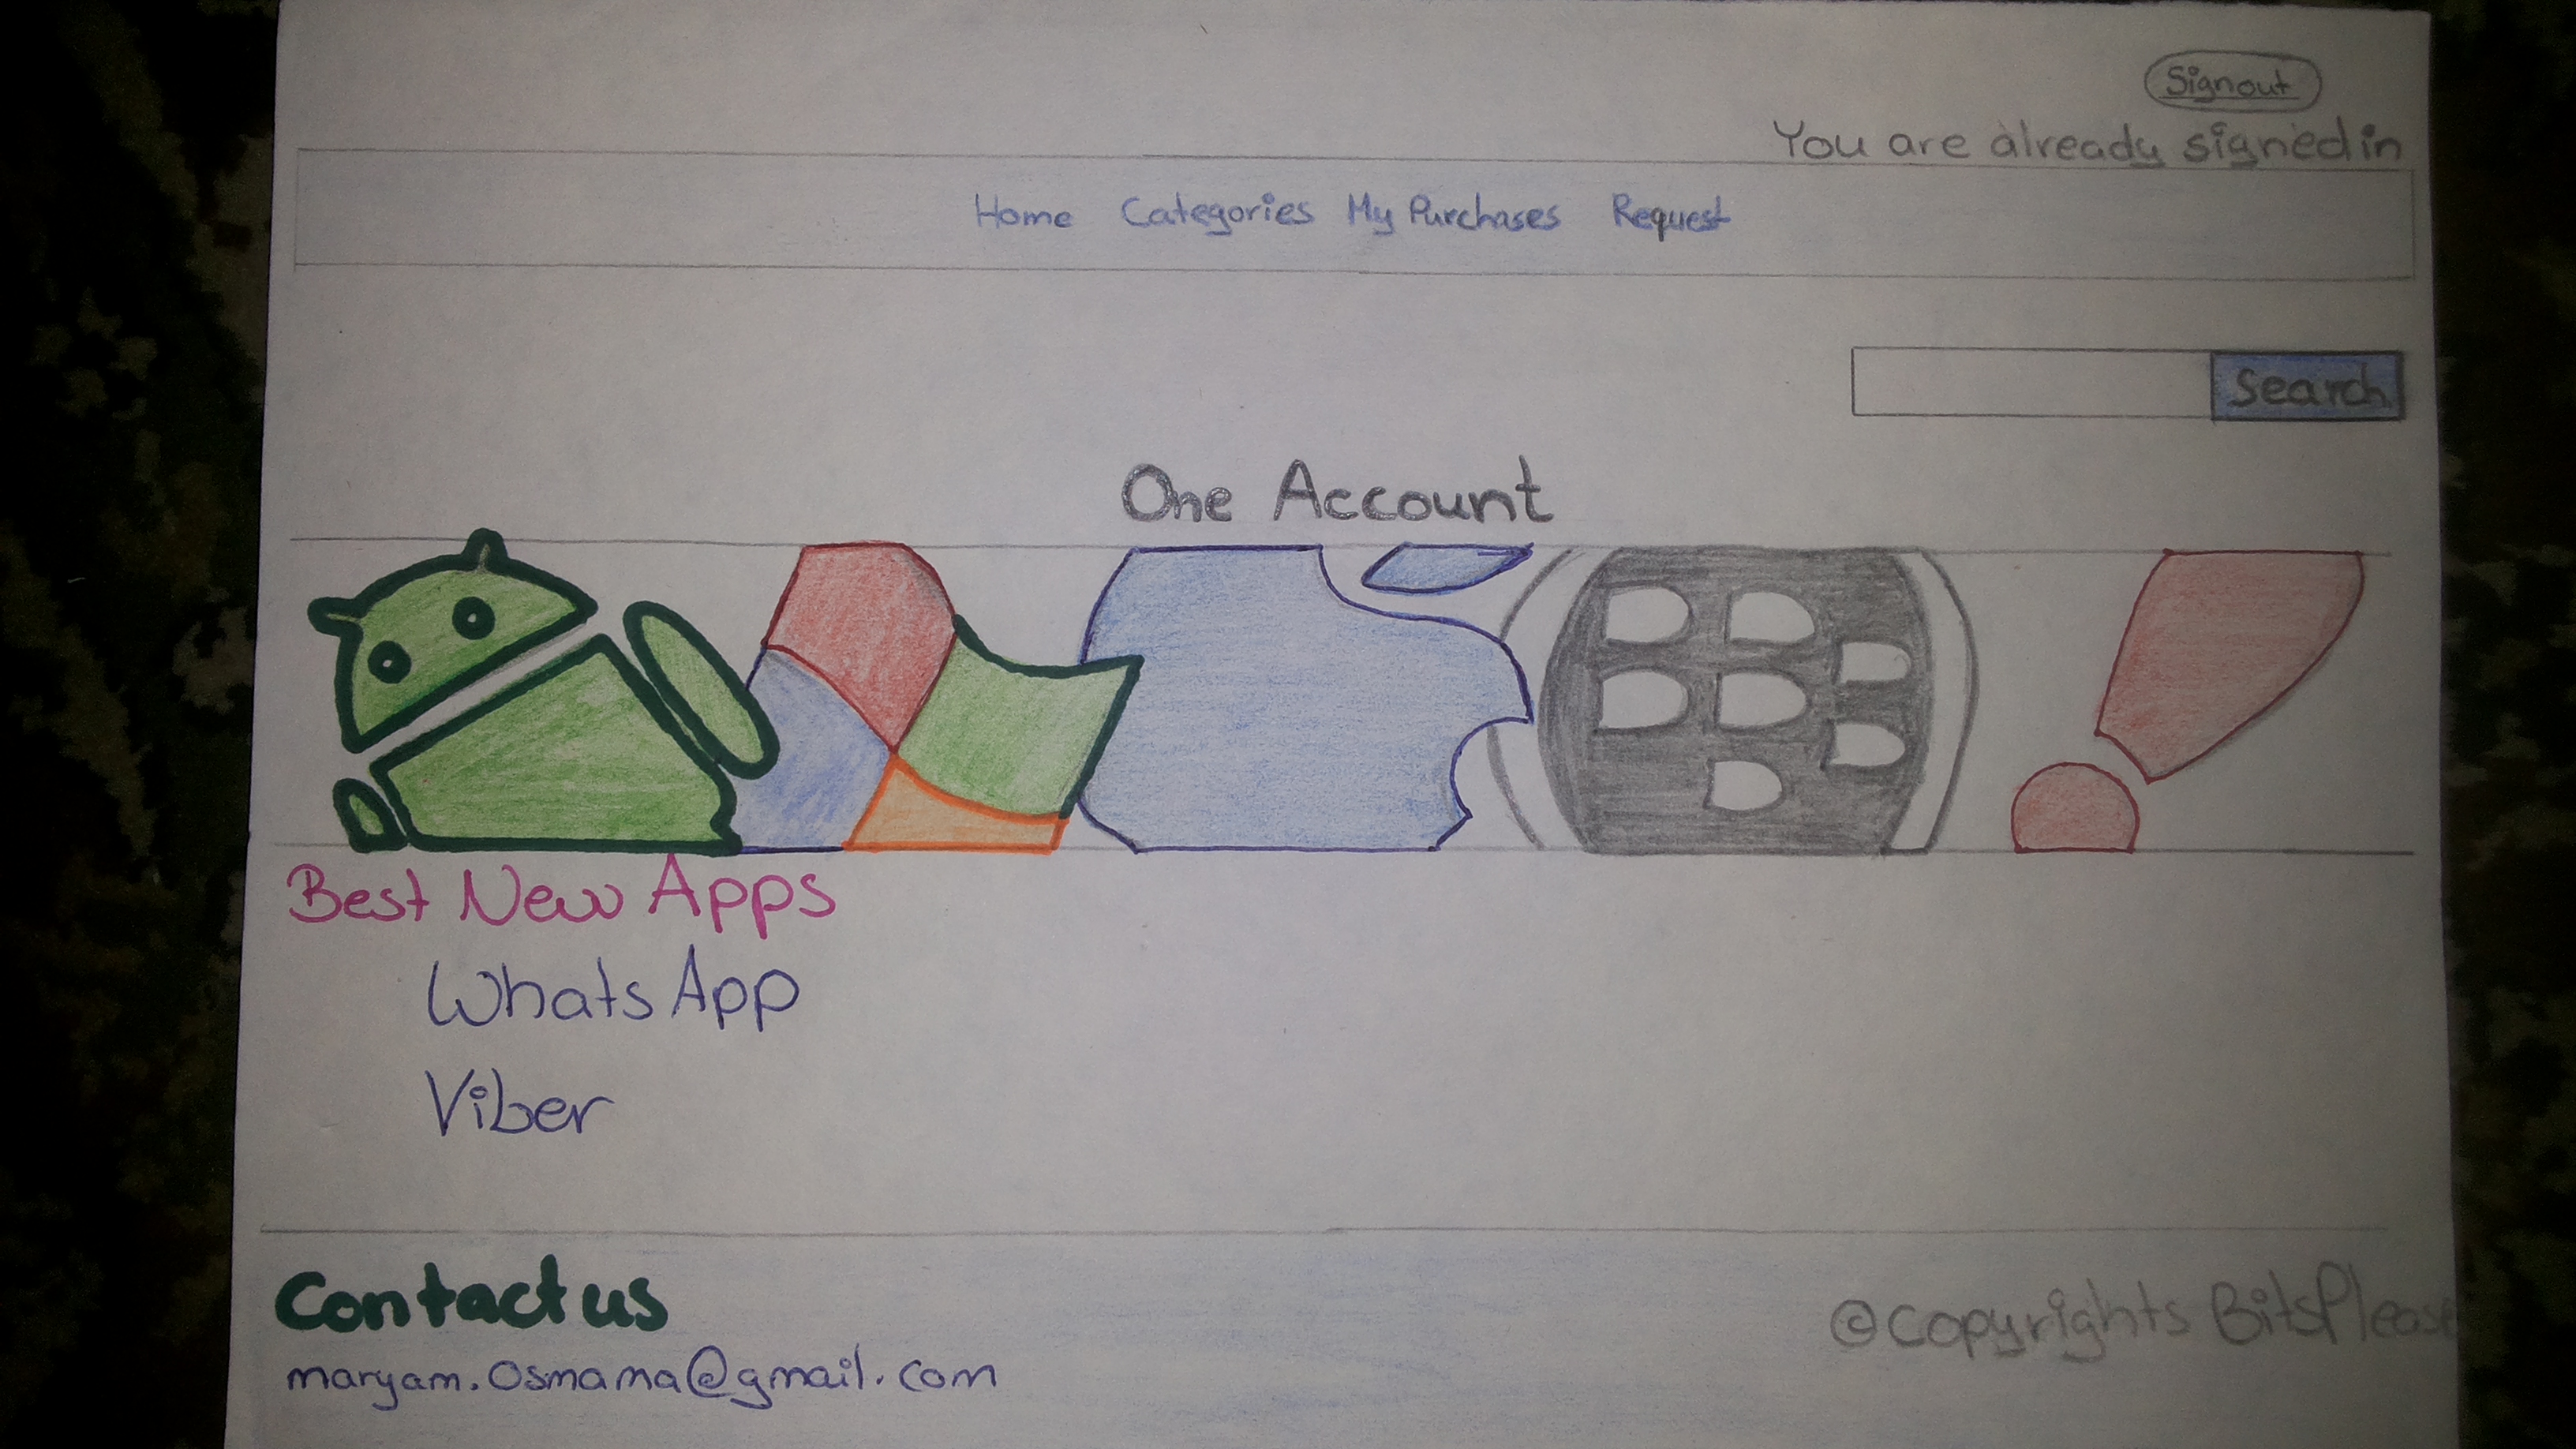 Signout
You are already signed in
Home Categories My Purchases Request
Search
One Account
Best New Apps
WhatsApp
Viber
Contact us
maryam.osmama@gmail.com
@copyrights BitsPlease